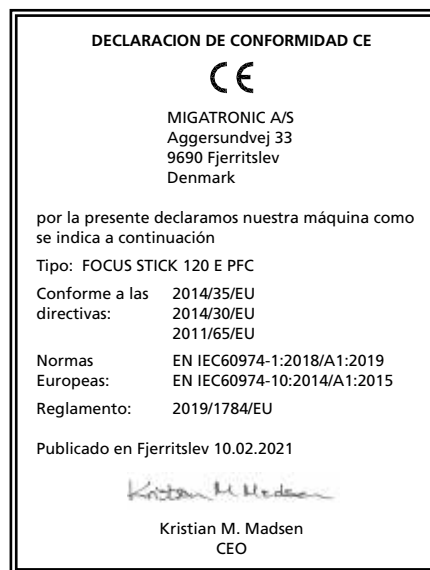 DECLARACION DE CONFORMIDAD CE
CE
MIGATRONIC A/S
Aggersundvej 33
9690 Fjerritslev
Denmark
por la presente declaramos nuestra máquina como
se indica a continuación
Tipo: FOCUS STICK 120 E PFC
Conforme a las 2014/35/EU
directivas: 2014/30/EU
2011/65/EU
Normas EN IEC60974-1:2018/A1:2019
Europeas: EN IEC60974-10:2014/A1:2015
Reglamento: 2019/1784/EU
Publicado en Fjerritslev 10.02.2021
Kristian M Madsen
Kristian M. Madsen
CEO